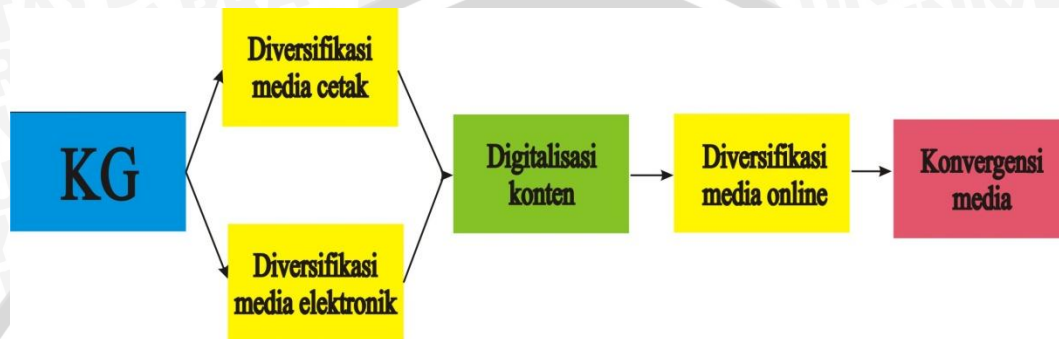 KG
Diversifikasi
media cetak
Diversifikasi
media elektronik
Digitalisasi
konten
Diversifikasi
media online
Konvergensi
media